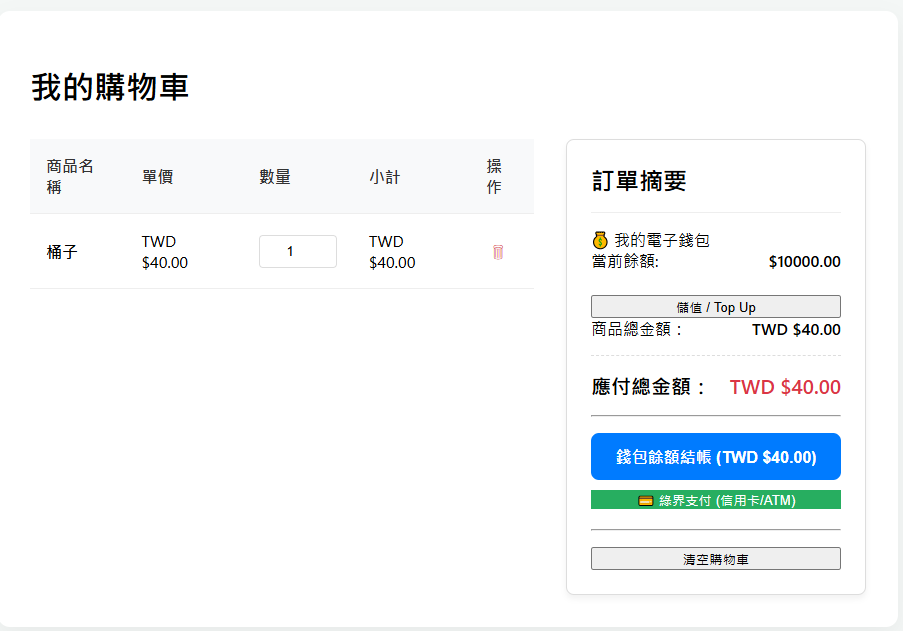 我的購物車
商品名稱 單價 數量 小計 操作
桶子 TWD $40.00 1 TWD $40.00
訂單摘要
我的電子錢包
當前餘額: $10000.00
儲值 / Top Up
商品總金額： TWD $40.00
應付總金額： TWD $40.00
錢包餘額結帳 (TWD $40.00)
綠界支付 (信用卡/ATM)
清空購物車